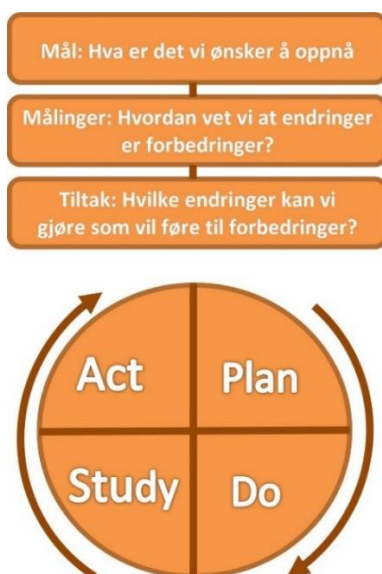 Mål: Hva er det vi ønsker å oppnå
Målinger: Hvordan vet vi at endringer
er forbedringer?
Tiltak: Hvilke endringer kan vi
gjøre som vil føre til forbedringer?
Act
Plan
Study
Do